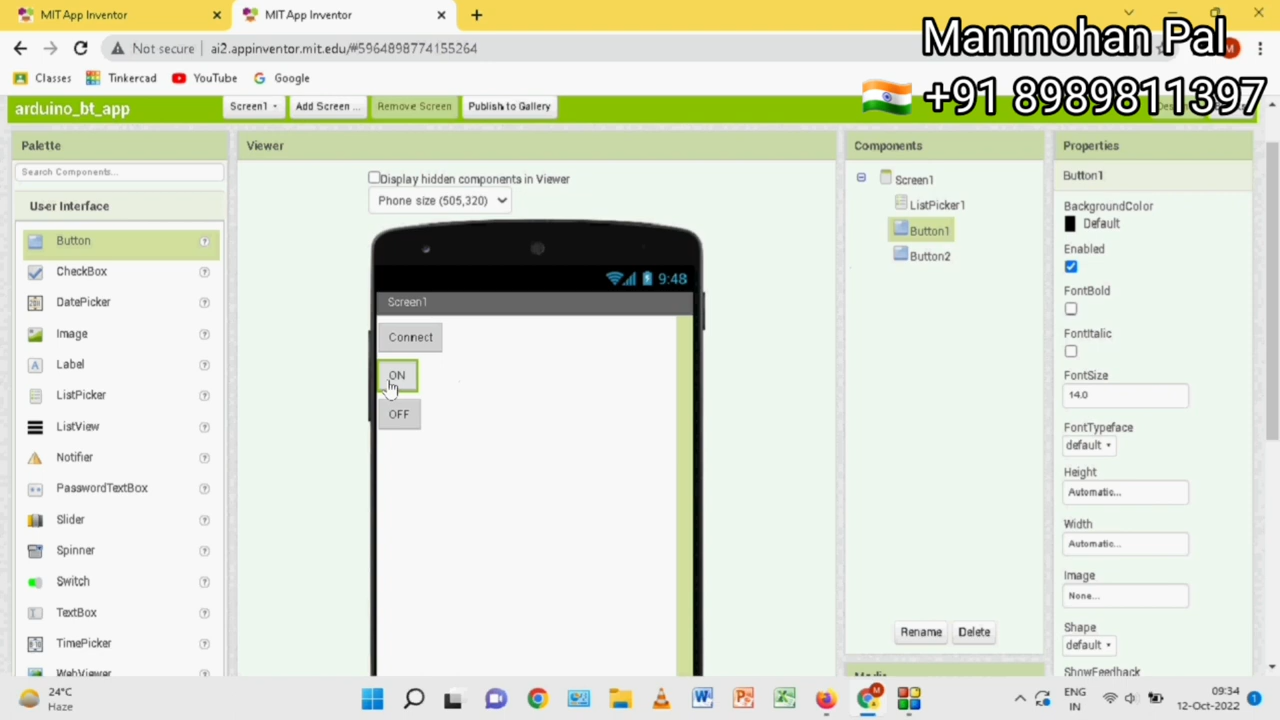 MIT App Inventor
MIT App Inventor
Manmohan Pal
Not secure
ai2.appinventor.mit.edu/#5964898774155264
Classes
Tinkercad
YouTube
Google
+91 8989811397
arduino_bt_app
Screen1
Add Screen ...
Remove Screen
Publish to Gallery
Palette
Viewer
Components
Properties
Search Components...
User Interface
Button
CheckBox
DatePicker
Image
Label
ListPicker
ListView
Notifier
PasswordTextBox
Slider
Spinner
Switch
TextBox
TimePicker
WebViewer
Display hidden components in Viewer
Phone size (505,320)
9:48
Screen1
Connect
ON
OFF
Screen1
ListPicker1
Button1
Button2
Rename
Delete
Media
Button1
BackgroundColor
Default
Enabled
FontBold
FontItalic
FontSize
14.0
FontTypeface
default
Height
Automatic...
Width
Automatic...
Image
None...
Shape
default
ShowFeedback
24°C
Haze
ENG
IN
09:34
12-Oct-2022